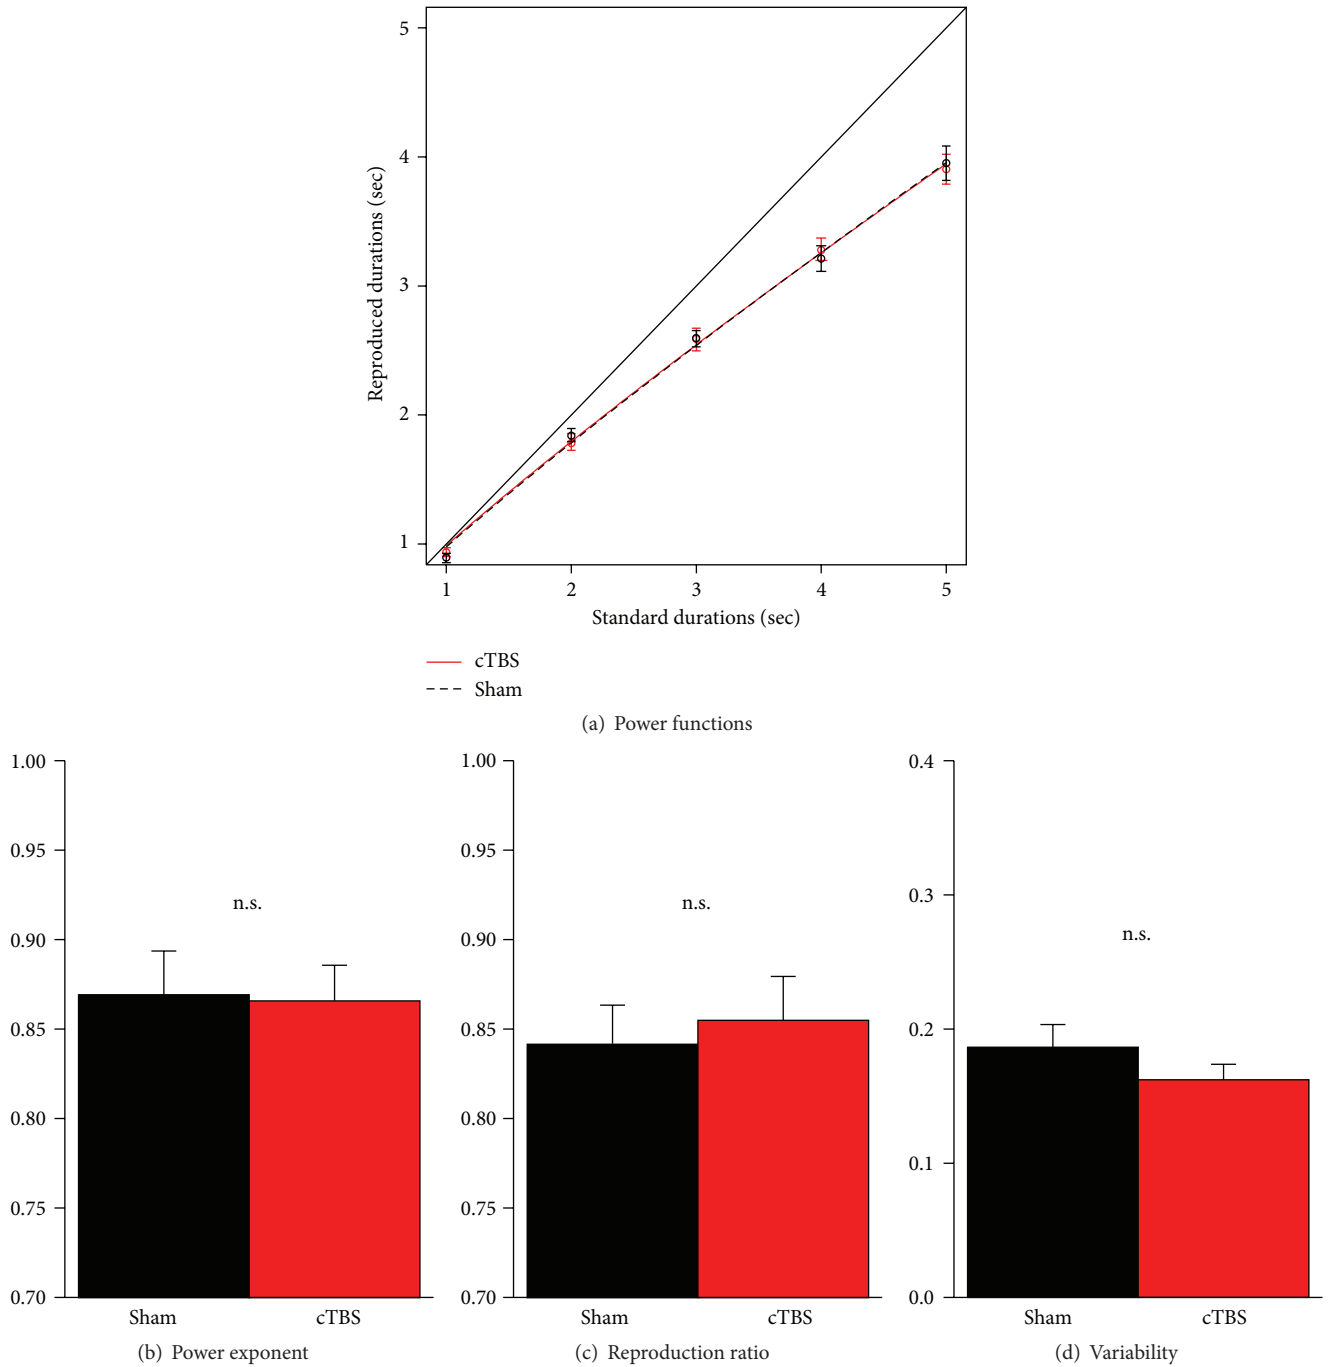 5
4
3
2
1
Reproduced durations (sec)
1 2 3 4 5
Standard durations (sec)
cTBS
Sham
(a) Power functions
1.00
0.95
0.90
0.85
0.80
0.75
0.70
n.s.
Sham cTBS
(b) Power exponent
1.00
0.95
0.90
0.85
0.80
0.75
0.70
n.s.
Sham cTBS
(c) Reproduction ratio
0.4
0.3
0.2
0.1
0.0
n.s.
Sham cTBS
(d) Variability